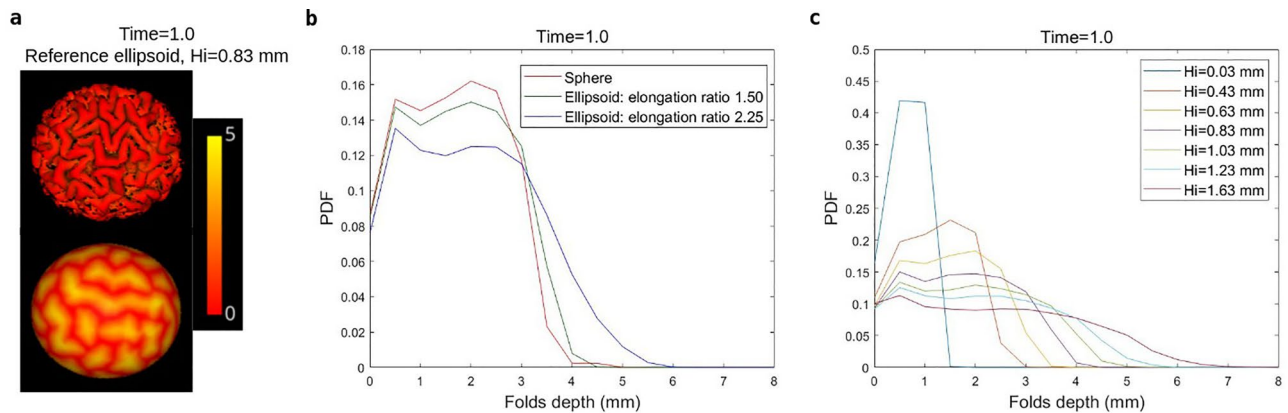 a
Time=1.0
Reference ellipsoid, Hi=0.83 mm
5
0
b
Time=1.0
0.18
0.16
0.14
0.12
0.1
0.08
0.06
0.04
0.02
0
PDF
Sphere
Ellipsoid: elongation ratio 1.50
Ellipsoid: elongation ratio 2.25
0 1 2 3 4 5 6 7 8
Folds depth (mm)
c
Time=1.0
0.5
0.45
0.4
0.35
0.3
0.25
0.2
0.15
0.1
0.05
0
PDF
Hi=0.03 mm
Hi=0.43 mm
Hi=0.63 mm
Hi=0.83 mm
Hi=1.03 mm
Hi=1.23 mm
Hi=1.63 mm
0 1 2 3 4 5 6 7 8
Folds depth (mm)